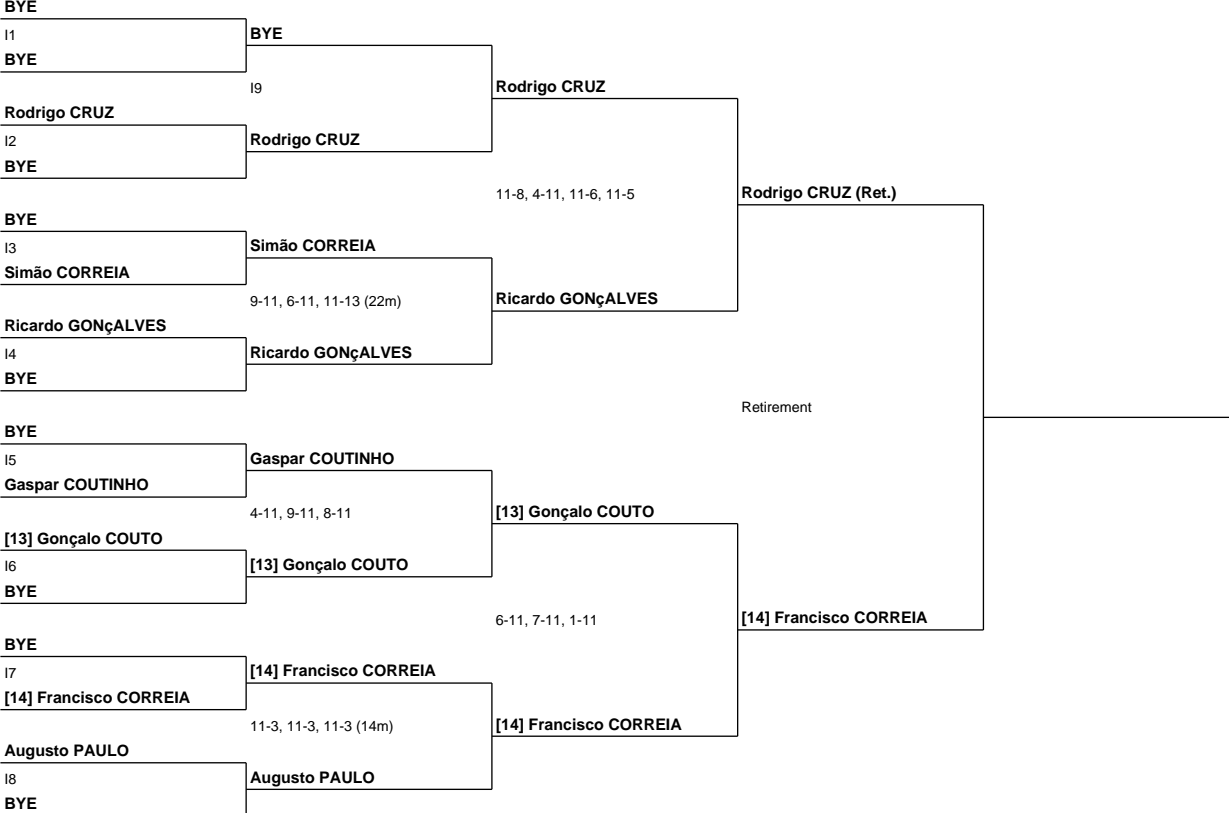 BYE
I1
BYE
BYE
I9
Rodrigo CRUZ
Rodrigo CRUZ
I2
Rodrigo CRUZ
BYE
11-8, 4-11, 11-6, 11-5
Rodrigo CRUZ (Ret.)
BYE
I3
Simão CORREIA
Simão CORREIA
9-11, 6-11, 11-13 (22m)
Ricardo GONçALVES
Ricardo GONçALVES
I4
Ricardo GONçALVES
BYE
Retirement
BYE
I5
Gaspar COUTINHO
Gaspar COUTINHO
4-11, 9-11, 8-11
[13] Gonçalo COUTO
[13] Gonçalo COUTO
I6
[13] Gonçalo COUTO
BYE
6-11, 7-11, 1-11
[14] Francisco CORREIA
BYE
I7
[14] Francisco CORREIA
[14] Francisco CORREIA
11-3, 11-3, 11-3 (14m)
[14] Francisco CORREIA
Augusto PAULO
I8
Augusto PAULO
BYE